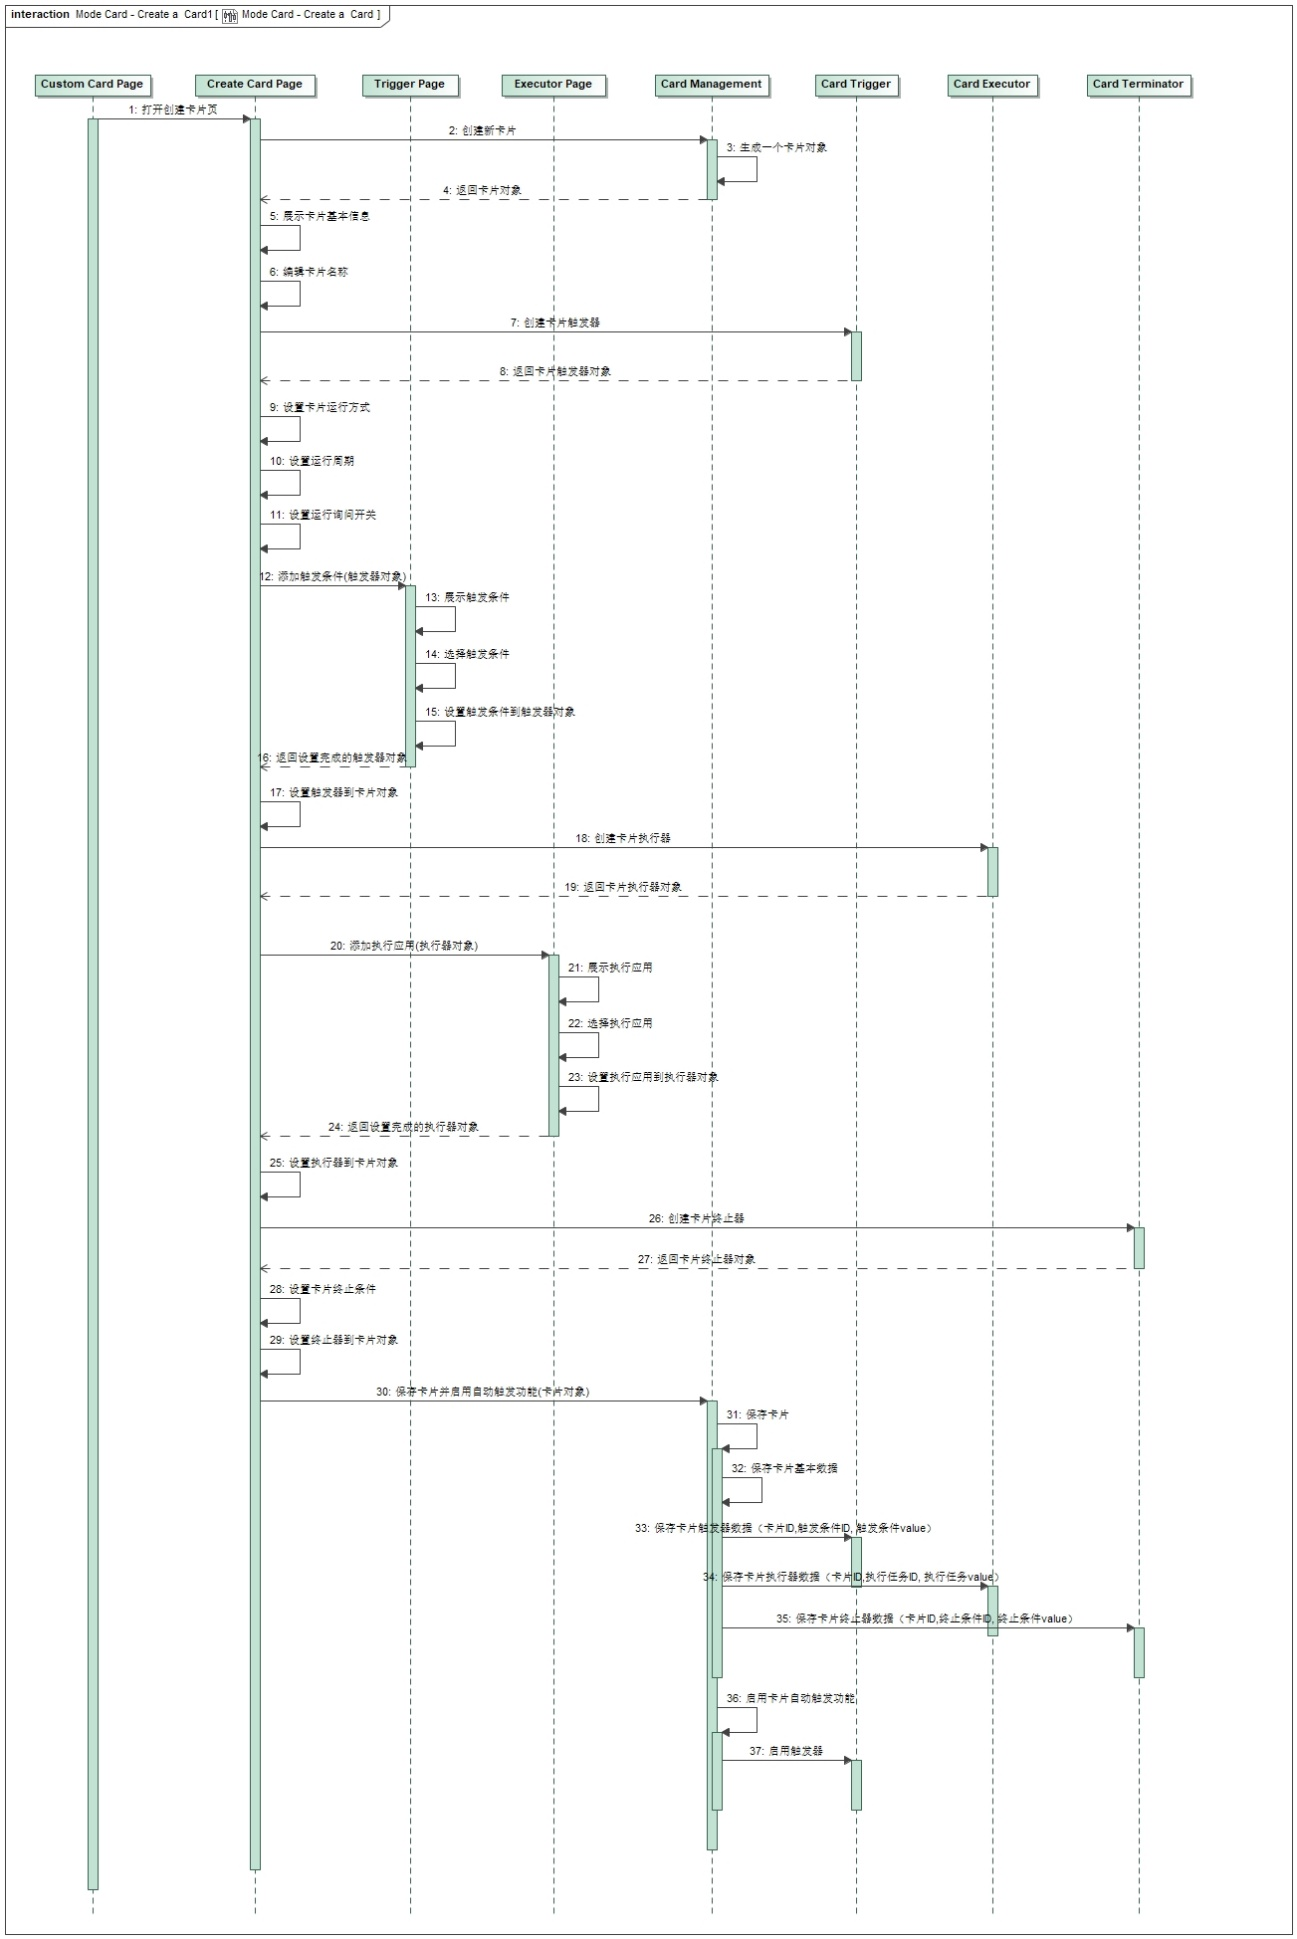 interaction Mode Card - Create a Card1 [ Mode Card - Create a Card ]
Custom Card Page
Create Card Page
Trigger Page
Executor Page
Card Management
Card Trigger
Card Executor
Card Terminator
1: 打开创建卡片页
2: 创建新卡片
3: 生成一个卡片对象
4: 返回卡片对象
5: 展示卡片基本信息
6: 编辑卡片名称
7: 创建卡片触发器
8: 返回卡片触发器对象
9: 设置卡片运行方式
10: 设置运行周期
11: 设置运行询问开关
12: 添加触发条件(触发器对象)
13: 展示触发条件
14: 选择触发条件
15: 设置触发条件到触发器对象
16: 返回设置完成的触发器对象
17: 设置触发器到卡片对象
18: 创建卡片执行器
19: 返回卡片执行器对象
20: 添加执行应用(执行器对象)
21: 展示执行应用
22: 选择执行应用
23: 设置执行应用到执行器对象
24: 返回设置完成的执行器对象
25: 设置执行器到卡片对象
26: 创建卡片终止器
27: 返回卡片终止器对象
28: 设置卡片终止条件
29: 设置终止器到卡片对象
30: 保存卡片并启用自动触发功能(卡片对象)
31: 保存卡片
32: 保存卡片基本数据
33: 保存卡片触发器数据（卡片ID,触发条件ID, 触发条件value）
34: 保存卡片执行器数据（卡片ID,执行任务ID, 执行任务value）
35: 保存卡片终止器数据（卡片ID,终止条件ID, 终止条件value）
36: 启用卡片自动触发功能
37: 启用触发器